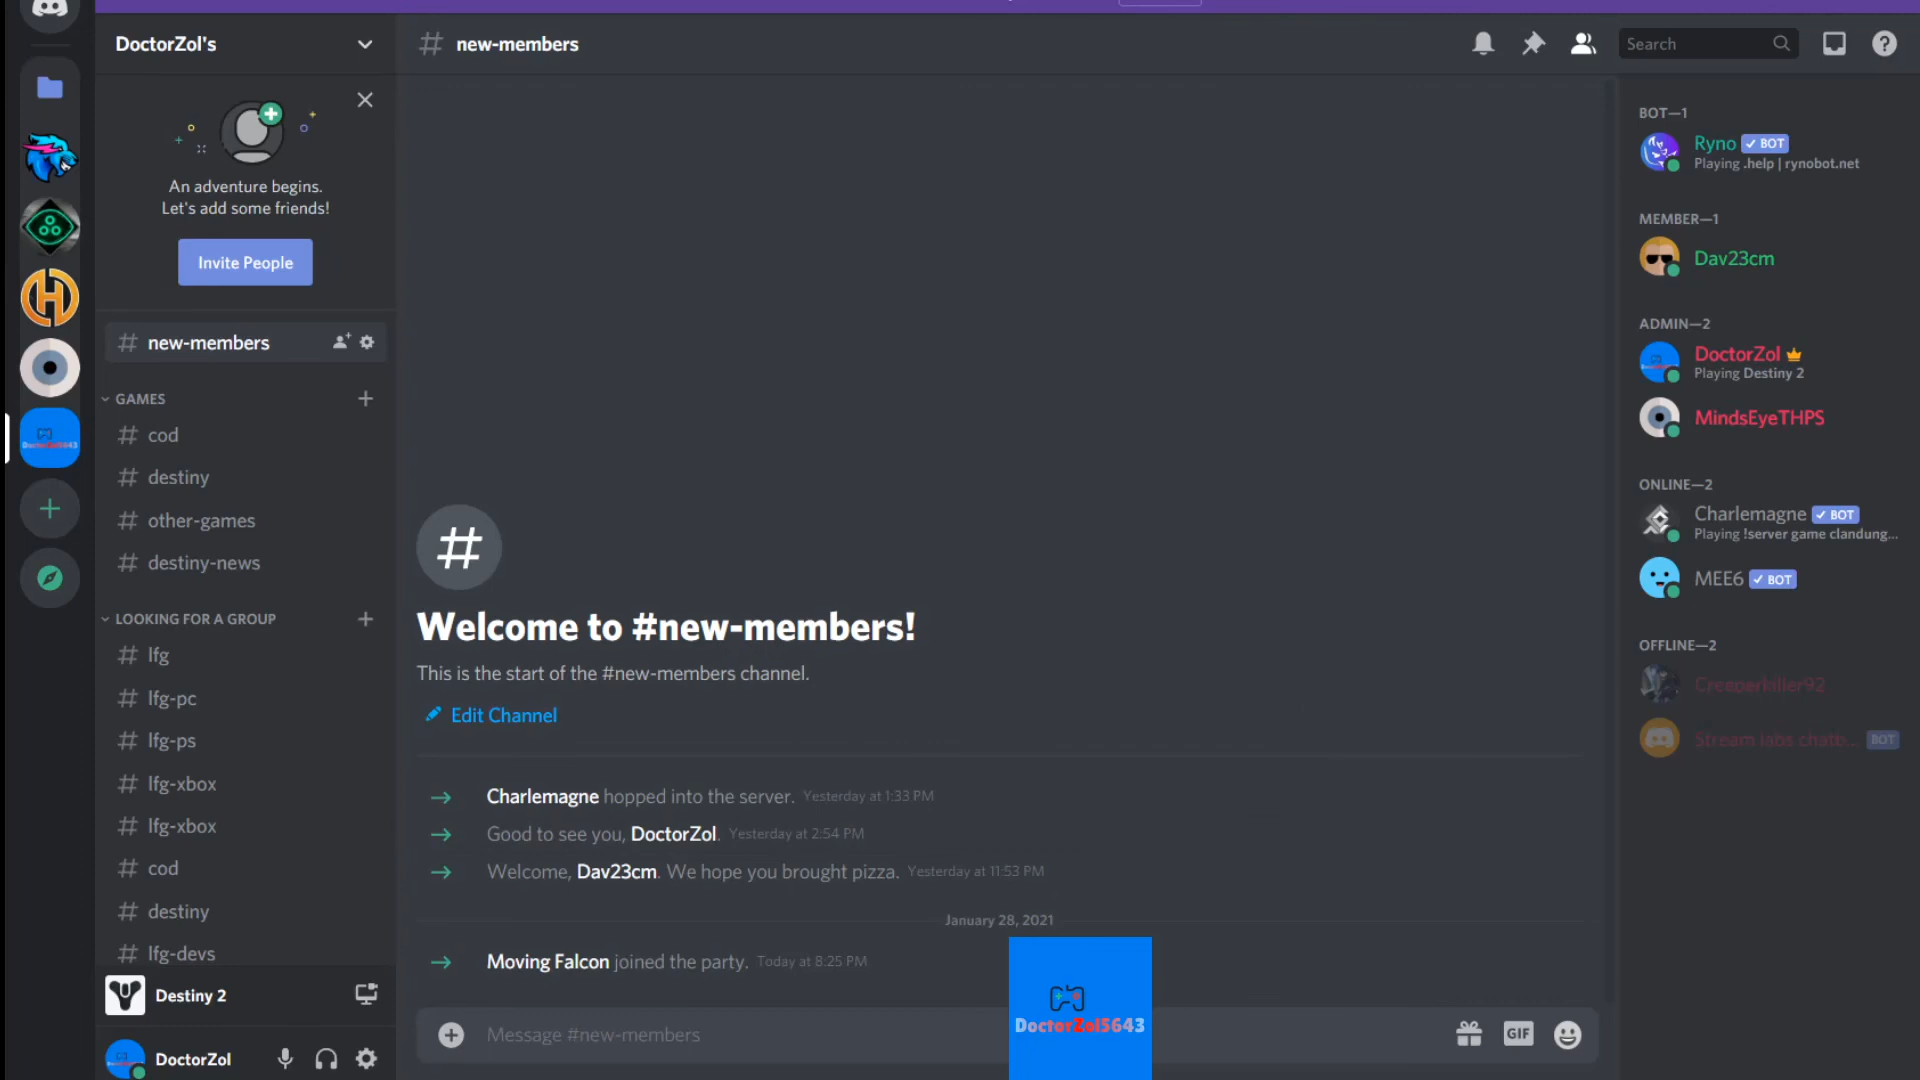 DoctorZol's
An adventure begins.
Let's add some friends!
Invite People
new-members
GAMES
cod
destiny
other-games
destiny-news
LOOKING FOR A GROUP
lfg
lfg-pc
lfg-ps
lfg-xbox
lfg-xbox
cod
destiny
lfg-devs
Destiny 2
DoctorZol
new-members
Search
Welcome to #new-members!
This is the start of the #new-members channel.
Edit Channel
Charlemagne hopped into the server. Yesterday at 1:33 PM
Good to see you, DoctorZol. Yesterday at 2:54 PM
Welcome, Dav23cm. We hope you brought pizza. Yesterday at 11:53 PM
January 28, 2021
Moving Falcon joined the party. Today at 8:25 PM
Message #new-members
DoctorZol5643
GIF
BOT—1
Ryno BOT
Playing .help | rynobot.net
MEMBER—1
Dav23cm
ADMIN—2
DoctorZol
Playing Destiny 2
MindsEyeTHPS
ONLINE—2
Charlemagne BOT
Playing !server game clandung...
MEE6 BOT
OFFLINE—2
Creeperkiller92
Stream labs chatb... BOT